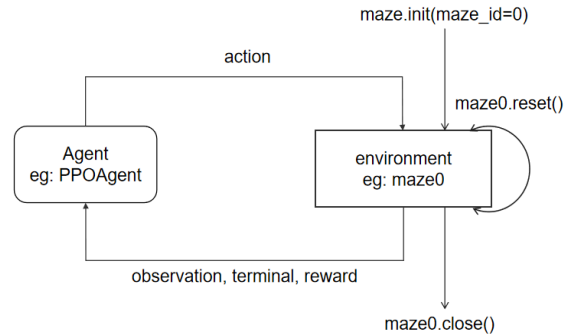 maze.init(maze_id=0)
action
maze0.reset()
Agent
eg: PPOAgent
environment
eg: maze0
observation, terminal, reward
maze0.close()